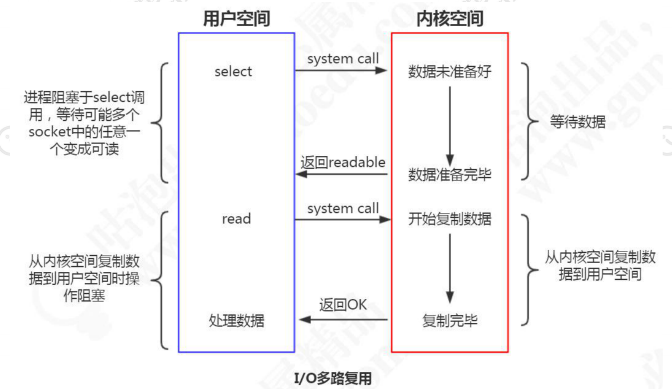 用户空间
内核空间
select
system call
数据未准备好
进程阻塞于select调
用，等待可能多个
socket中的任意一
个变成可读
等待数据
返回readable
数据准备完毕
read
system call
开始复制数据
从内核空间复制数
据到用户空间时操
作阻塞
从内核空间复制数
据到用户空间
处理数据
返回OK
复制完毕
I/O多路复用